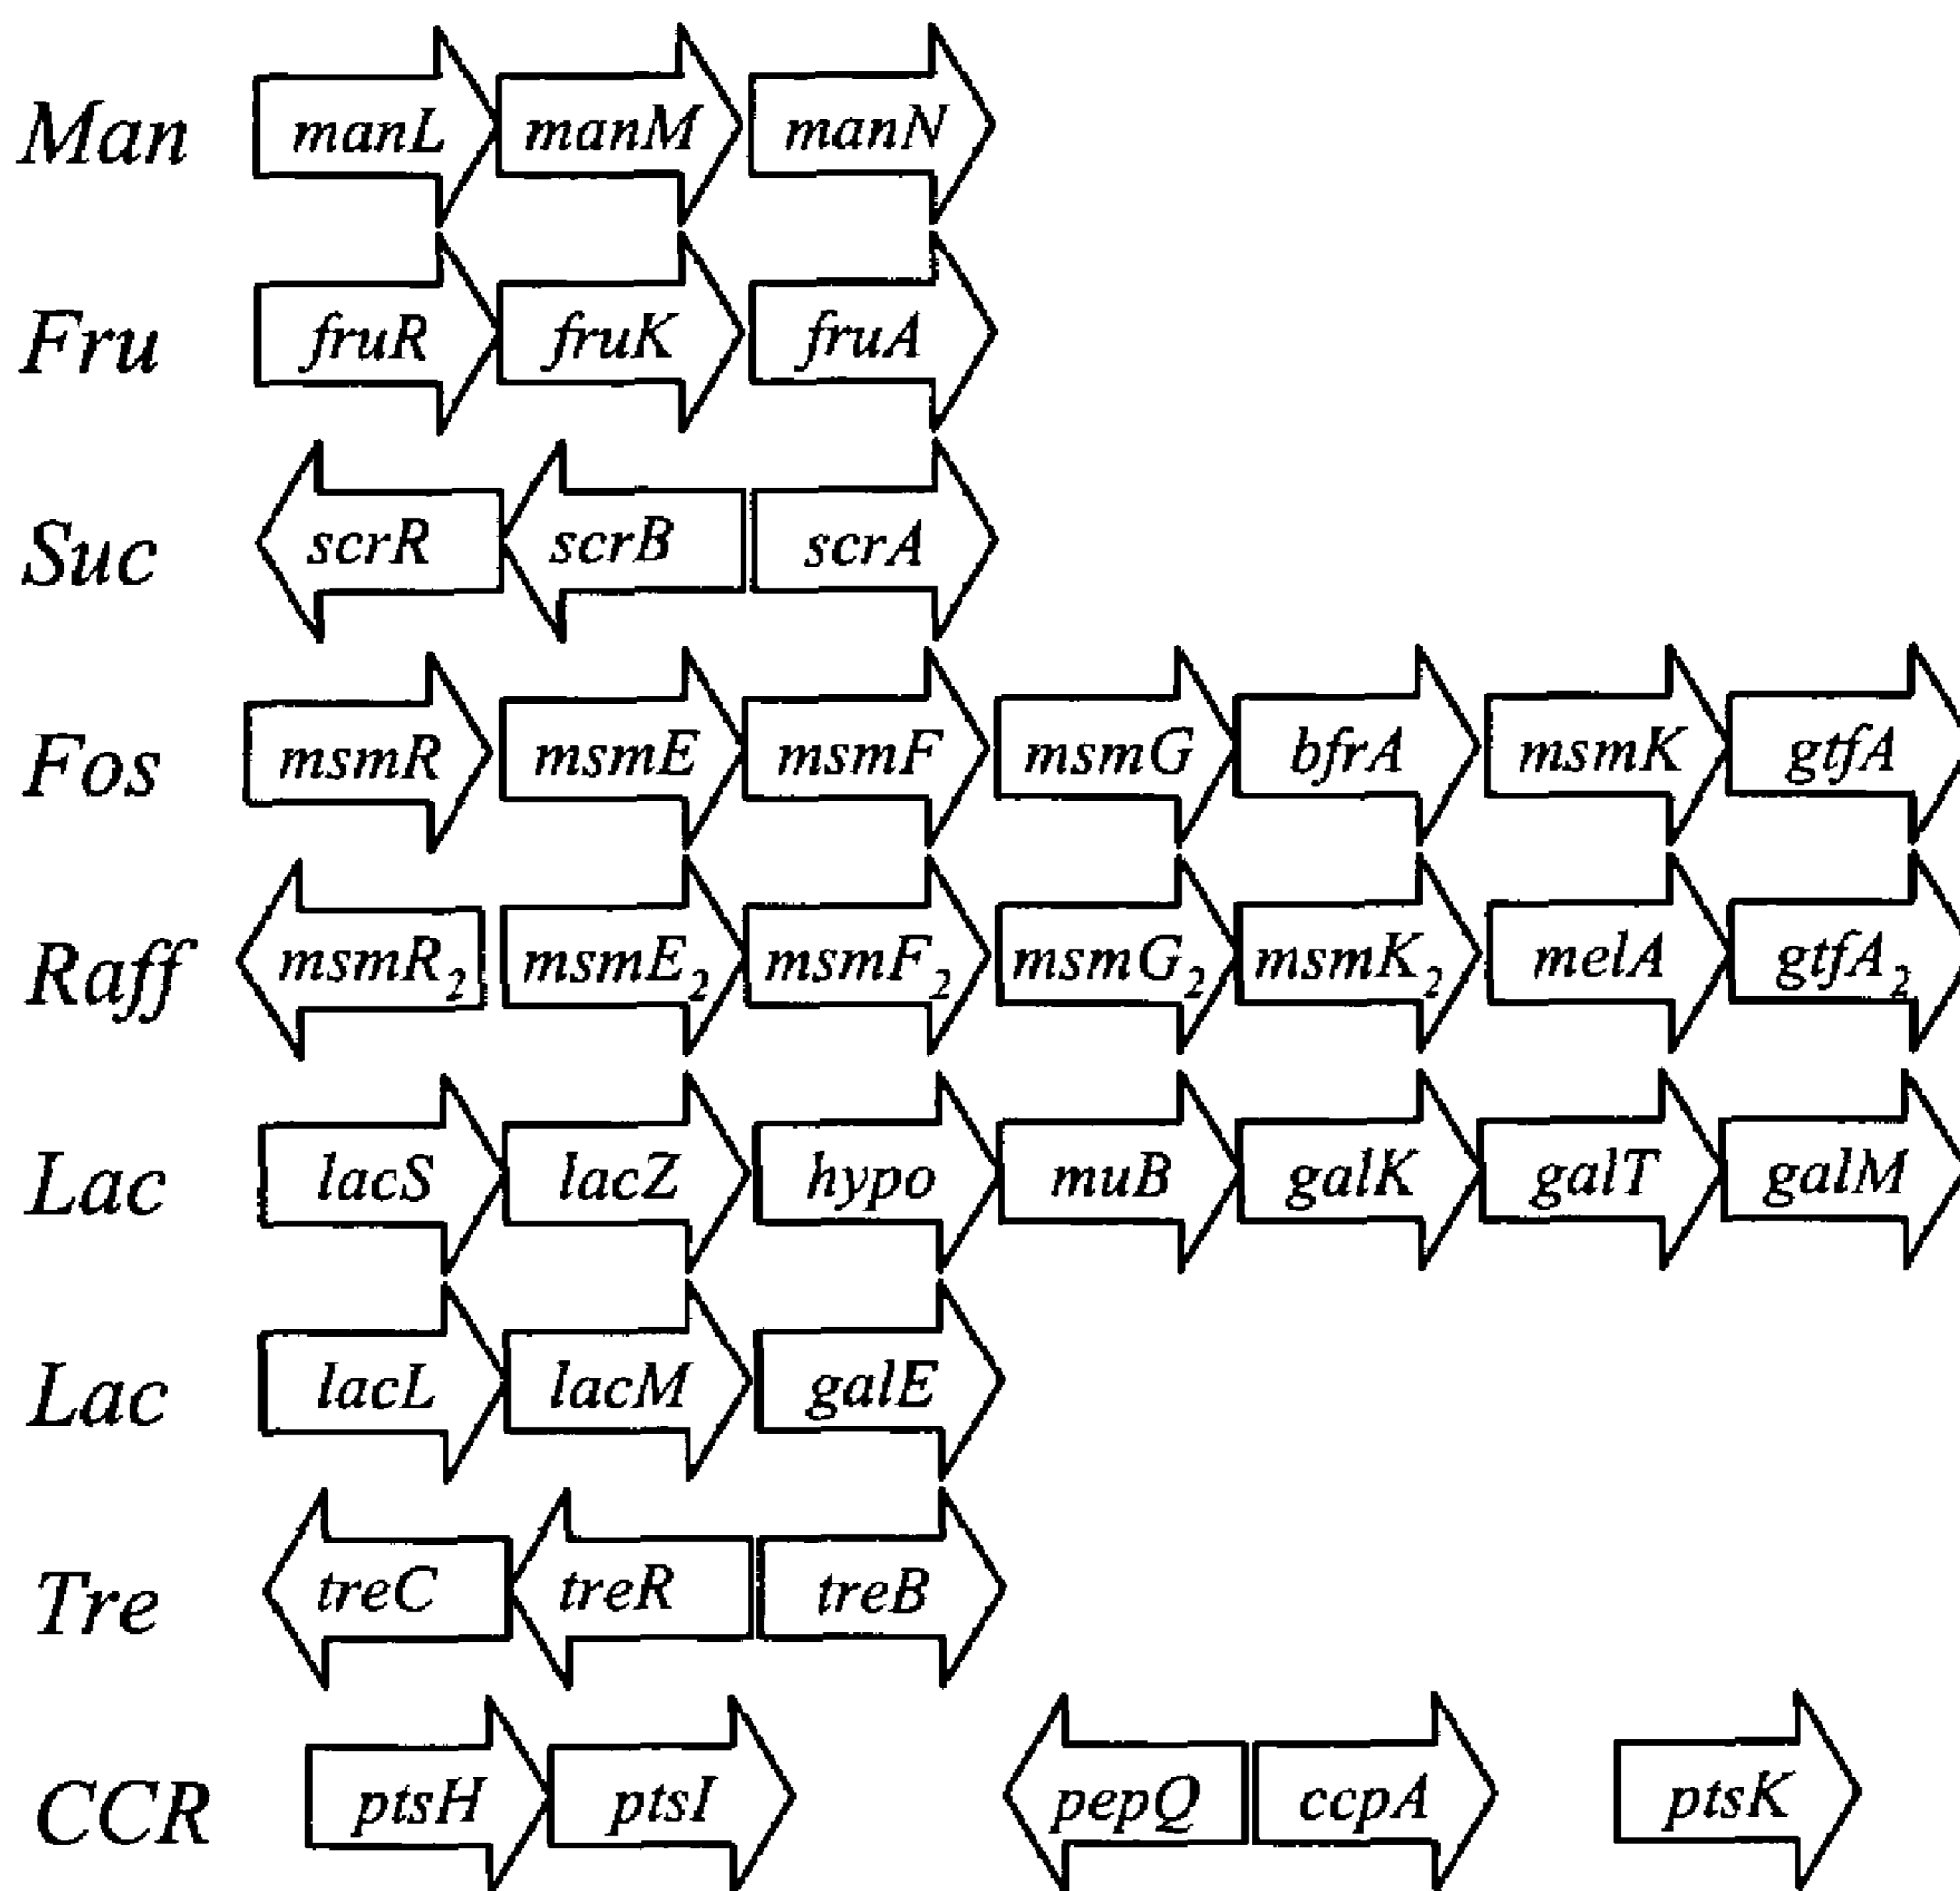 Man manL manM manN
Fru fruR fruK fruA
Suc scrR scrB scrA
Fos msmR msmE msmF msmG bfrA msmK gtfA
Raff msmR₂ msmE₂ msmF₂ msmG₂ msmK₂ melA gtfA₂
Lac lacS lacZ hypo muB galK galT galM
Lac lacL lacM galE
Tre treC treR treB
CCR ptsH ptsI pepQ ccpA ptsK